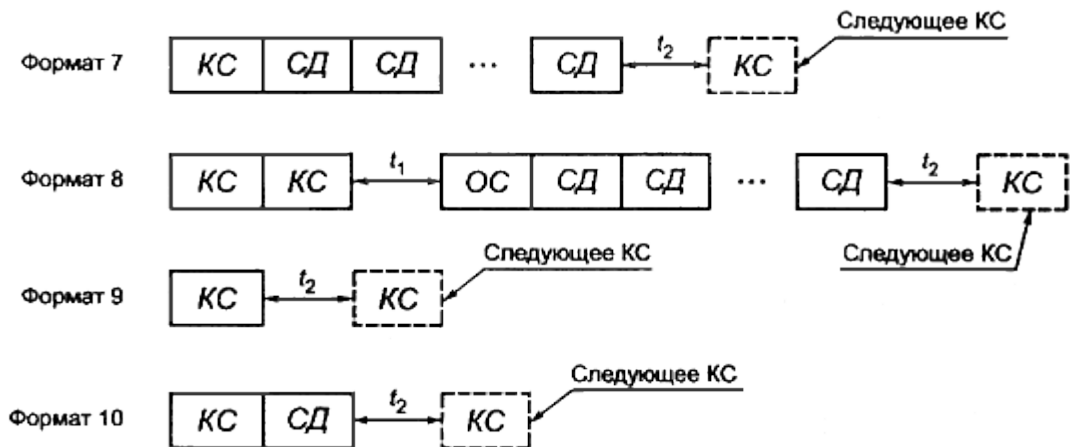 Следующее КС
Формат 7 КС СД СД ... СД t2 КС
Формат 8 КС КС t1 ОС СД СД ... СД t2 КС
Следующее КС
Следующее КС
Формат 9 КС t2 КС
Следующее КС
Формат 10 КС СД t2 КС